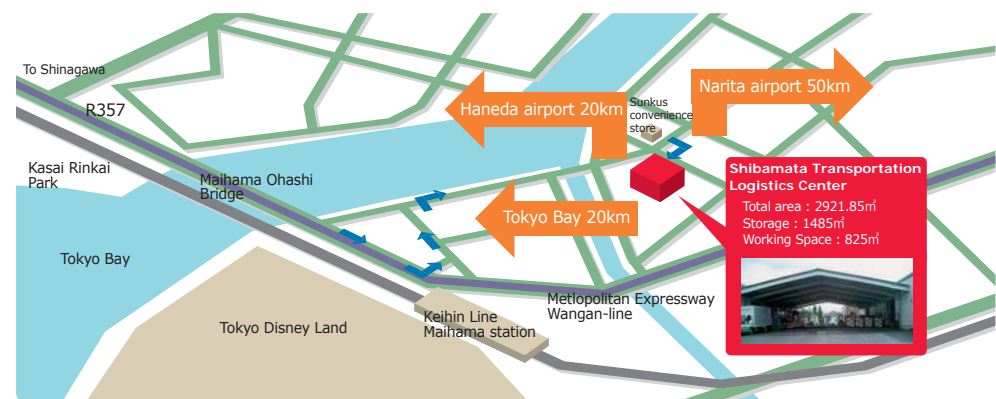 To Shinagawa
R357
Haneda airport 20km
Sunkus
convenience
store
Narita airport 50km
Kasai Rinkai
Park
Maihama Ohashi
Bridge
Shibamata Transportation
Logistics Center
Total area : 2921.85㎡
Storage : 1485㎡
Working Space : 825㎡
Tokyo Bay 20km
Tokyo Bay
Metlopolitan Expressway
Wangan-line
Keihin Line
Maihama station
Tokyo Disney Land